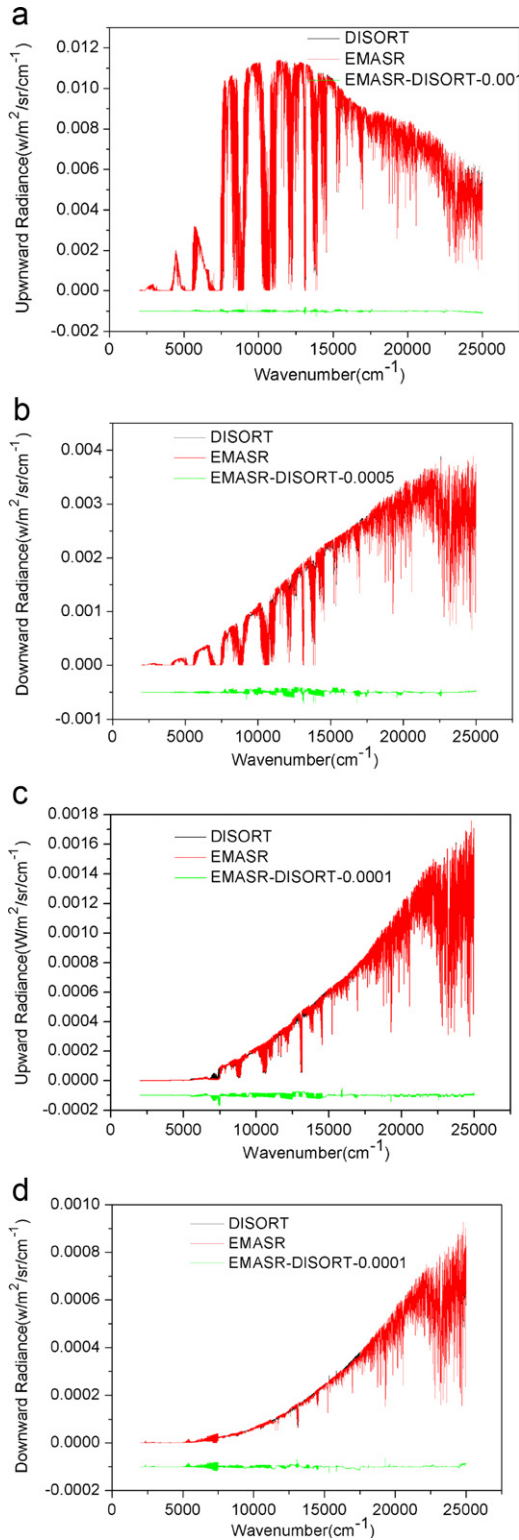 a
DISORT
EMASR
EMASR-DISORT-0.001
0.012
0.010
0.008
0.006
0.004
0.002
0.000
-0.002
Upwnward Radiance(w/m²/sr/cm⁻¹)
0 5000 10000 15000 20000 25000
Wavenumber(cm⁻¹)
b
DISORT
EMASR
EMASR-DISORT-0.0005
0.004
0.003
0.002
0.001
0.000
-0.001
Downward Radiance(w/m²/sr/cm⁻¹)
0 5000 10000 15000 20000 25000
Wavenumber(cm⁻¹)
c
DISORT
EMASR
EMASR-DISORT-0.0001
0.0018
0.0016
0.0014
0.0012
0.0010
0.0008
0.0006
0.0004
0.0002
0.0000
-0.0002
Upward Radiance(W/m²/sr/cm⁻¹)
0 5000 10000 15000 20000 25000
Wavenumber(cm⁻¹)
d
DISORT
EMASR
EMASR-DISORT-0.0001
0.0010
0.0008
0.0006
0.0004
0.0002
0.0000
-0.0002
Downward Radiance(w/m²/sr/cm⁻¹)
0 5000 10000 15000 20000 25000
Wavenumber(cm⁻¹)